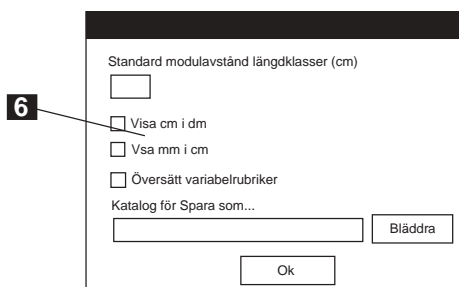 Standard modulavstånd längdklasser (cm)
6
Visa cm i dm
Vsa mm i cm
Översätt variabelrubriker
Katalog för Spara som...
Bläddra
Ok